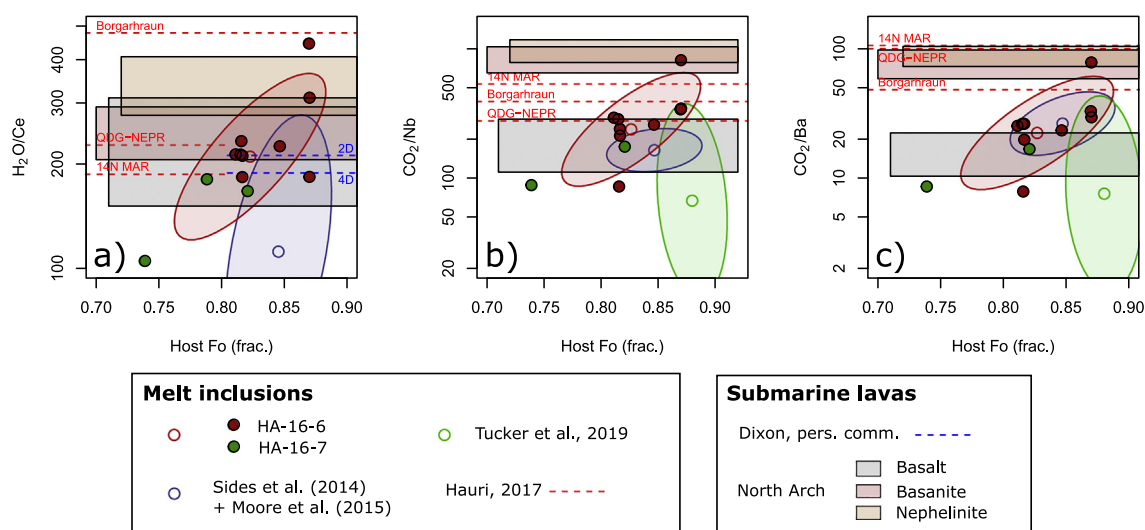 Borgarhraun
QDG−NEPR
14N MAR
2D
4D
a)
400
300
200
100
H2O/Ce
0.70 0.75 0.80 0.85 0.90
Host Fo (frac.)
14N MAR
Borgarhraun
QDG−NEPR
b)
500
100
50
20
CO2/Nb
0.70 0.75 0.80 0.85 0.90
Host Fo (frac.)
14N MAR
QDG−NEPR
Borgarhraun
c)
100
50
20
10
5
2
CO2/Ba
0.70 0.75 0.80 0.85 0.90
Host Fo (frac.)
Melt inclusions
HA-16-6
HA-16-7
Sides et al. (2014)
+ Moore et al. (2015)
Tucker et al., 2019
Hauri, 2017
Submarine lavas
Dixon, pers. comm.
North Arch
Basalt
Basanite
Nephelinite